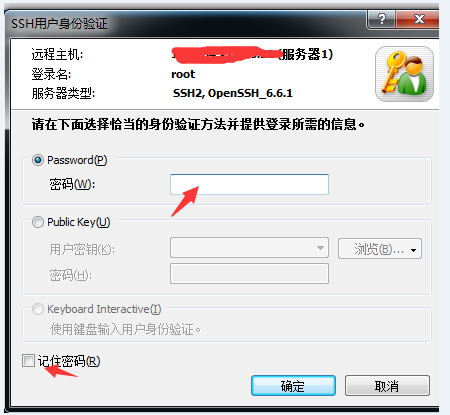 SSH用户身份验证
远程主机: (服务器1)
登录名: root
服务器类型: SSH2, OpenSSH_6.6.1
请在下面选择恰当的身份验证方法并提供登录所需的信息。
Password(P)
密码(W):
Public Key(U)
用户密钥(K): 浏览(B)...
密码(H):
Keyboard Interactive(I)
使用键盘输入用户身份验证。
记住密码(R)
确定 取消